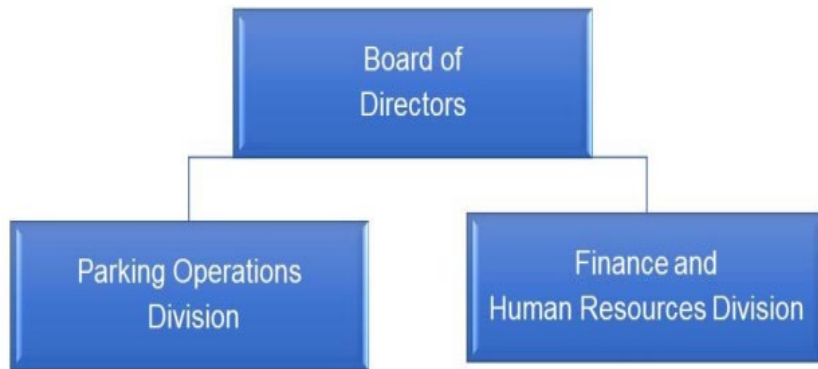 Board of
Directors
Parking Operations
Division
Finance and
Human Resources Division